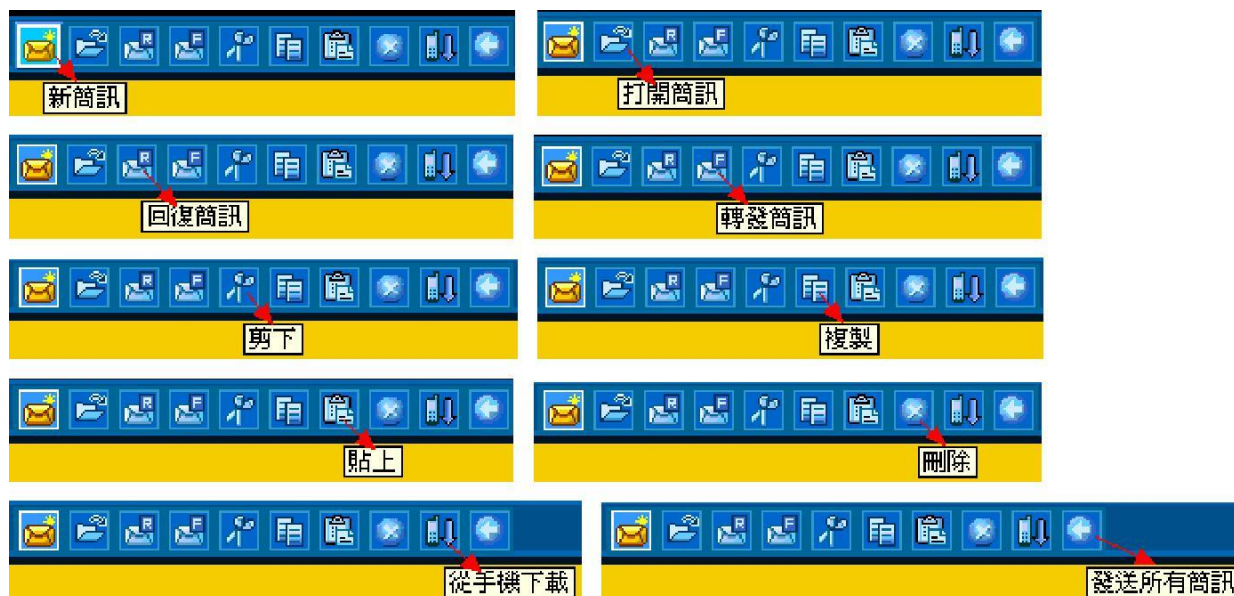 新簡訊
打開簡訊
回復簡訊
轉發簡訊
剪下
複製
貼上
刪除
從手機下載
發送所有簡訊